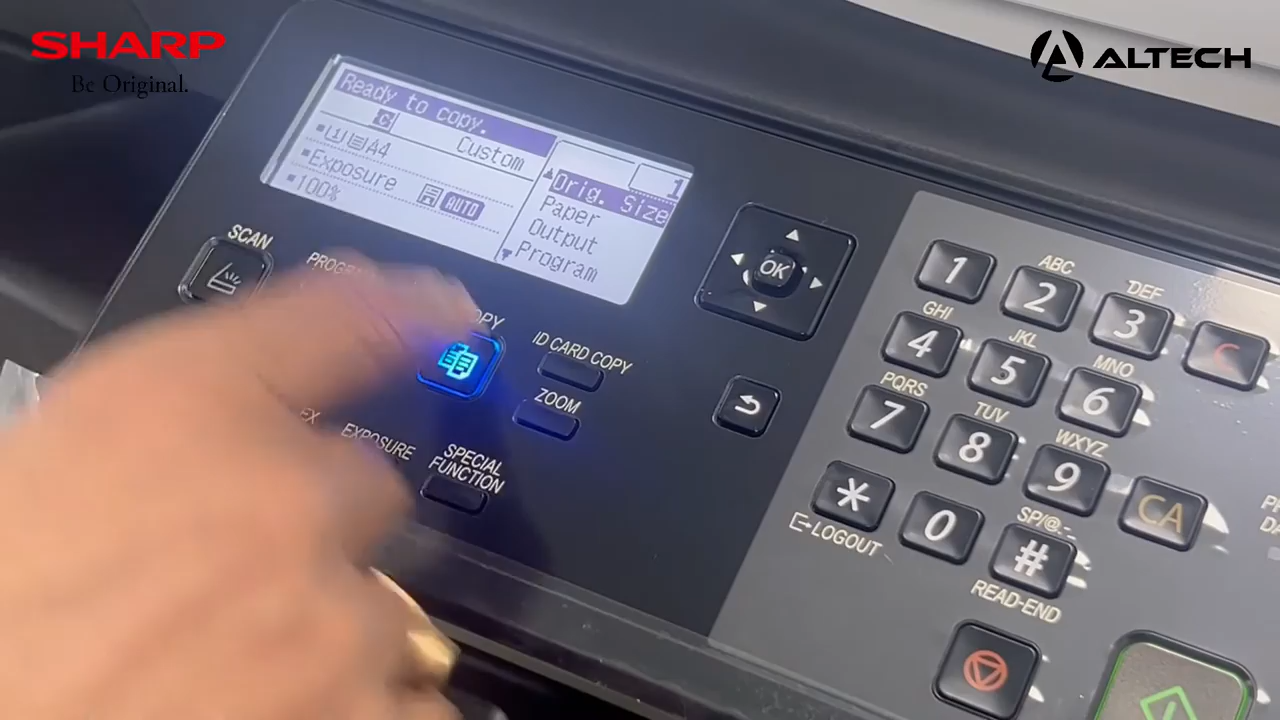 SHARP
Be Original.
ALTECH
Ready to copy.
Custom
1
A4
Exposure
AUTO
100%
1
Orig. Size
Paper
Output
Program
SCAN
ID CARD COPY
ZOOM
EXPOSURE
SPECIAL
FUNCTION
OK
1
ABC
2
DEF
3
C
GHI
4
JKL
5
MNO
6
PQRS
7
TUV
8
WXYZ
9
CA
*
LOGOUT
0
SP/@.-
#
READ-END